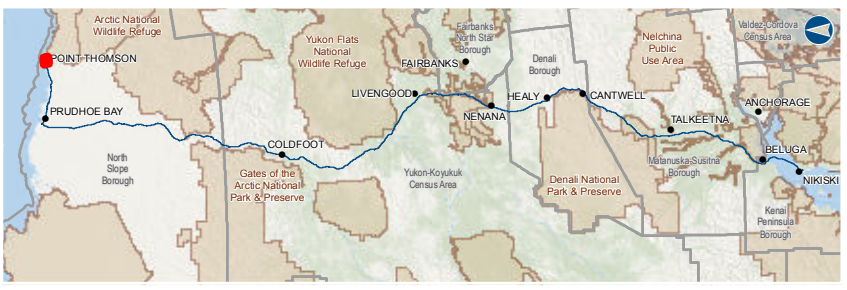 Arctic National
Wildlife Refuge
POINT THOMSON
PRUDHOE BAY
North
Slope
Borough
COLDFOOT
Gates of the
Arctic National
Park & Preserve
Yukon Flats
National
Wildlife Refuge
LIVENGOOD
FAIRBANKS
Fairbanks
North Star
Borough
NENANA
Yukon-Koyukuk
Census Area
Denali
Borough
HEALY
CANTWELL
Denali National
Park & Preserve
Nelchina
Public
Use Area
TALKEETNA
Matanuska-Susitna
Borough
Valdez-Cordova
Census Area
ANCHORAGE
BELUGA
NIKISKI
Kenai
Peninsula
Borough